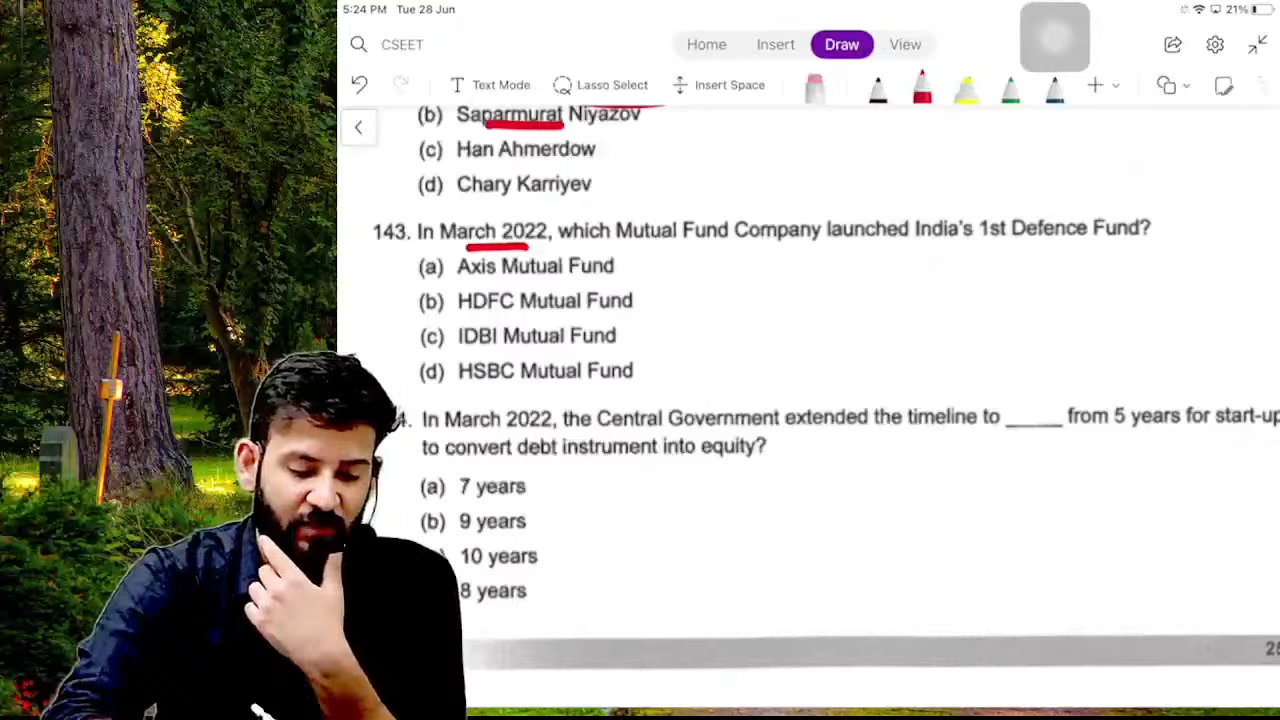 5:24 PM Tue 28 Jun
21%
CSEET
Home Insert Draw View
Text Mode Lasso Select Insert Space
(b) Saparmurat Niyazov
(c) Han Ahmerdow
(d) Chary Karriyev
143. In March 2022, which Mutual Fund Company launched India's 1st Defence Fund?
(a) Axis Mutual Fund
(b) HDFC Mutual Fund
(c) IDBI Mutual Fund
(d) HSBC Mutual Fund
4. In March 2022, the Central Government extended the timeline to _____ from 5 years for start-up
to convert debt instrument into equity?
(a) 7 years
(b) 9 years
10 years
8 years